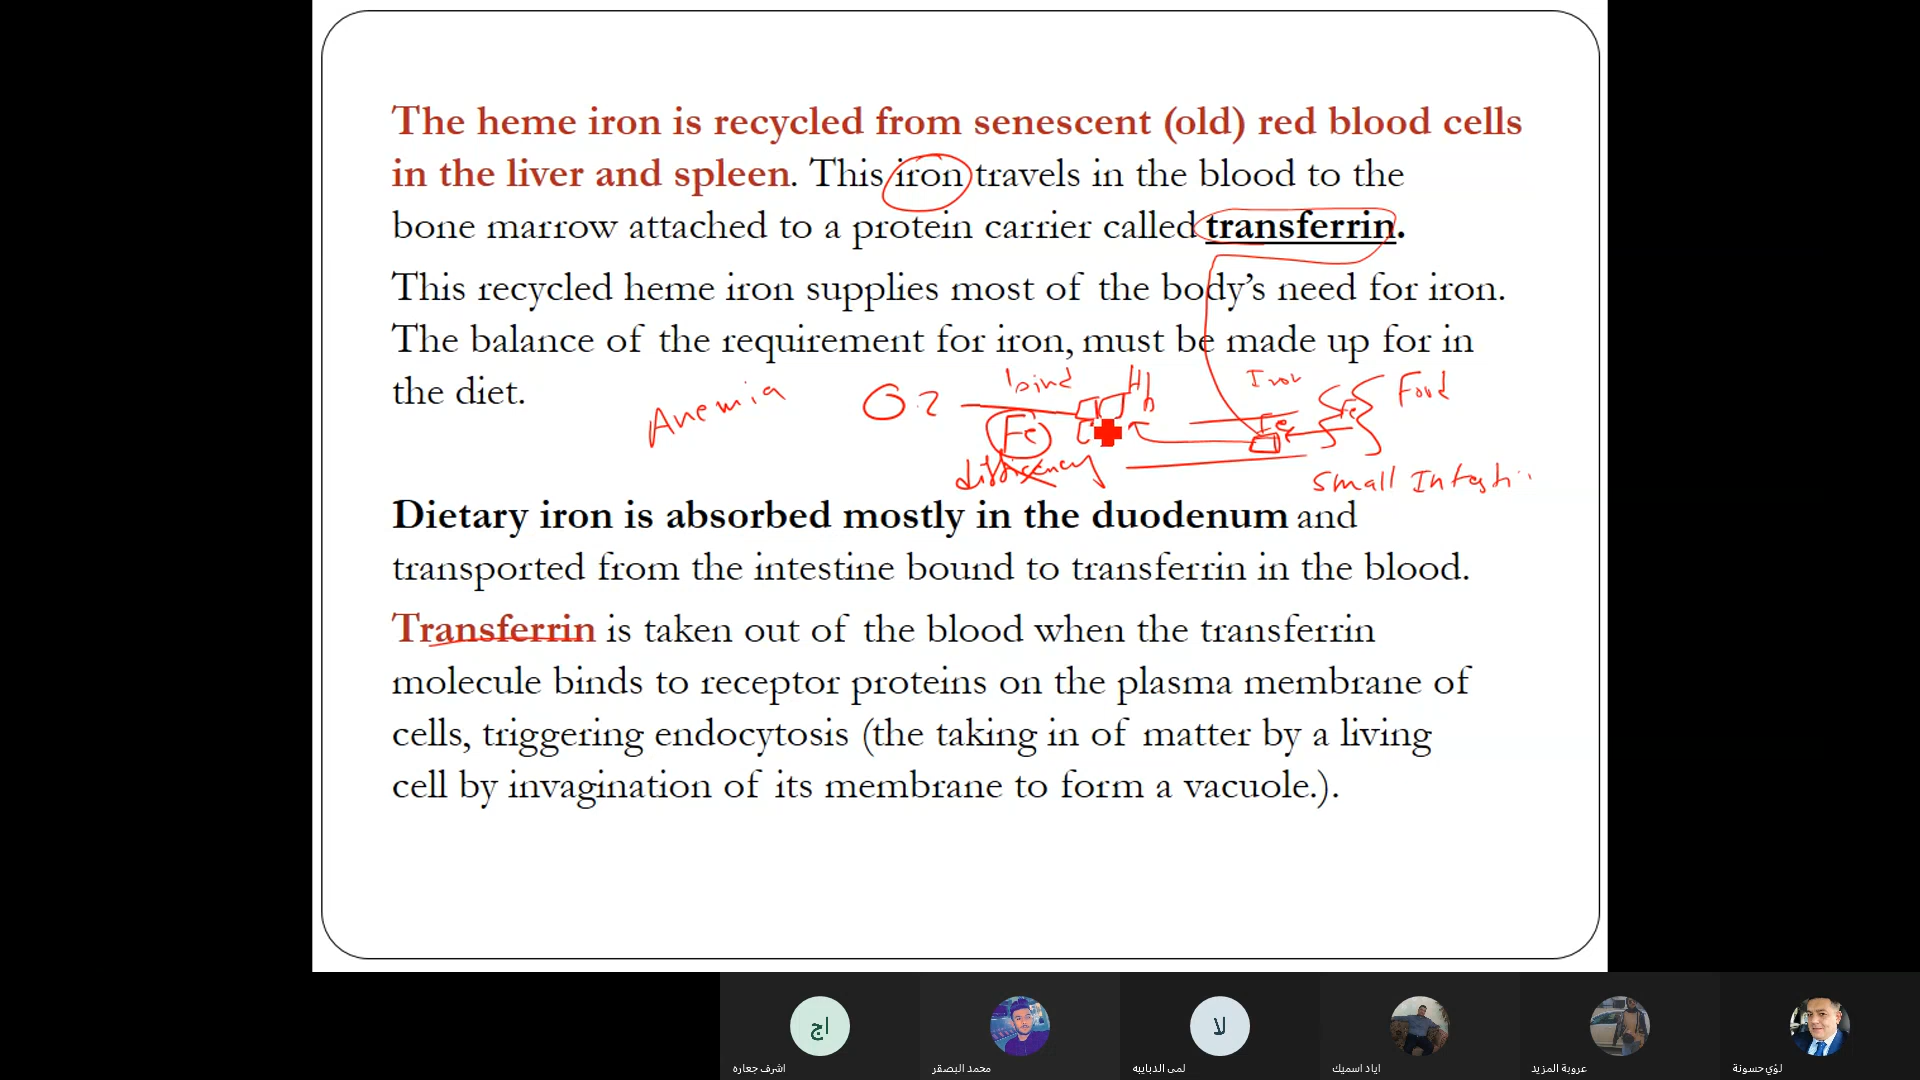 The heme iron is recycled from senescent (old) red blood cells
in the liver and spleen. This iron travels in the blood to the
bone marrow attached to a protein carrier called transferrin.
This recycled heme iron supplies most of the body’s need for iron.
The balance of the requirement for iron, must be made up for in
the diet.
Anemia
O2
bind
Hb
Iron
Food
Fe
Fe
Fe
Small Intesti
Dietary iron is absorbed mostly in the duodenum and
transported from the intestine bound to transferrin in the blood.
Transferrin is taken out of the blood when the transferrin
molecule binds to receptor proteins on the plasma membrane of
cells, triggering endocytosis (the taking in of matter by a living
cell by invagination of its membrane to form a vacuole.).
اج
لا
اشرف جعاره
محمد البصقر
لمى الدبابيه
اياد اسميك
عروبة المزيد
لؤي حسونة